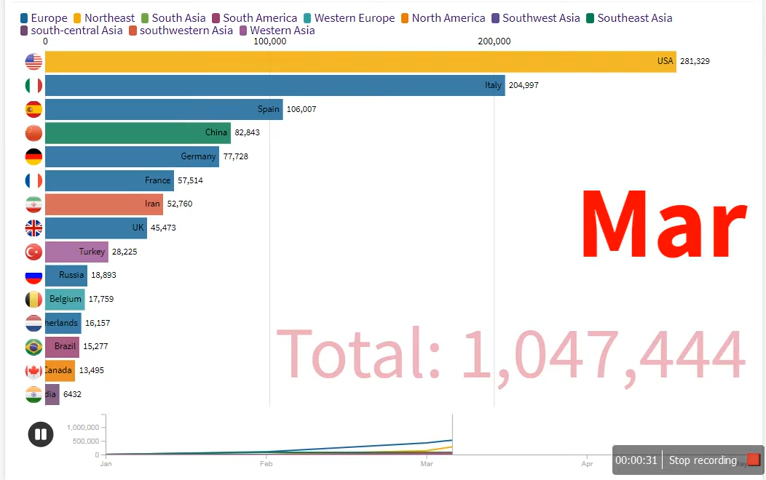 Europe Northeast South Asia South America Western Europe North America Southwest Asia Southeast Asia
south-central Asia southwestern Asia Western Asia
0 100,000 200,000
USA 281,329
Italy 204,997
Spain 106,007
China 82,843
Germany 77,728
France 57,514
Iran 52,760
UK 45,473
Turkey 28,225
Russia 18,893
Belgium 17,759
herlands 16,157
Brazil 15,277
Canada 13,495
dia 6432
Mar
Total: 1,047,444
1,000,000
500,000
0
Jan Feb Mar Apr
00:00:31 Stop recording